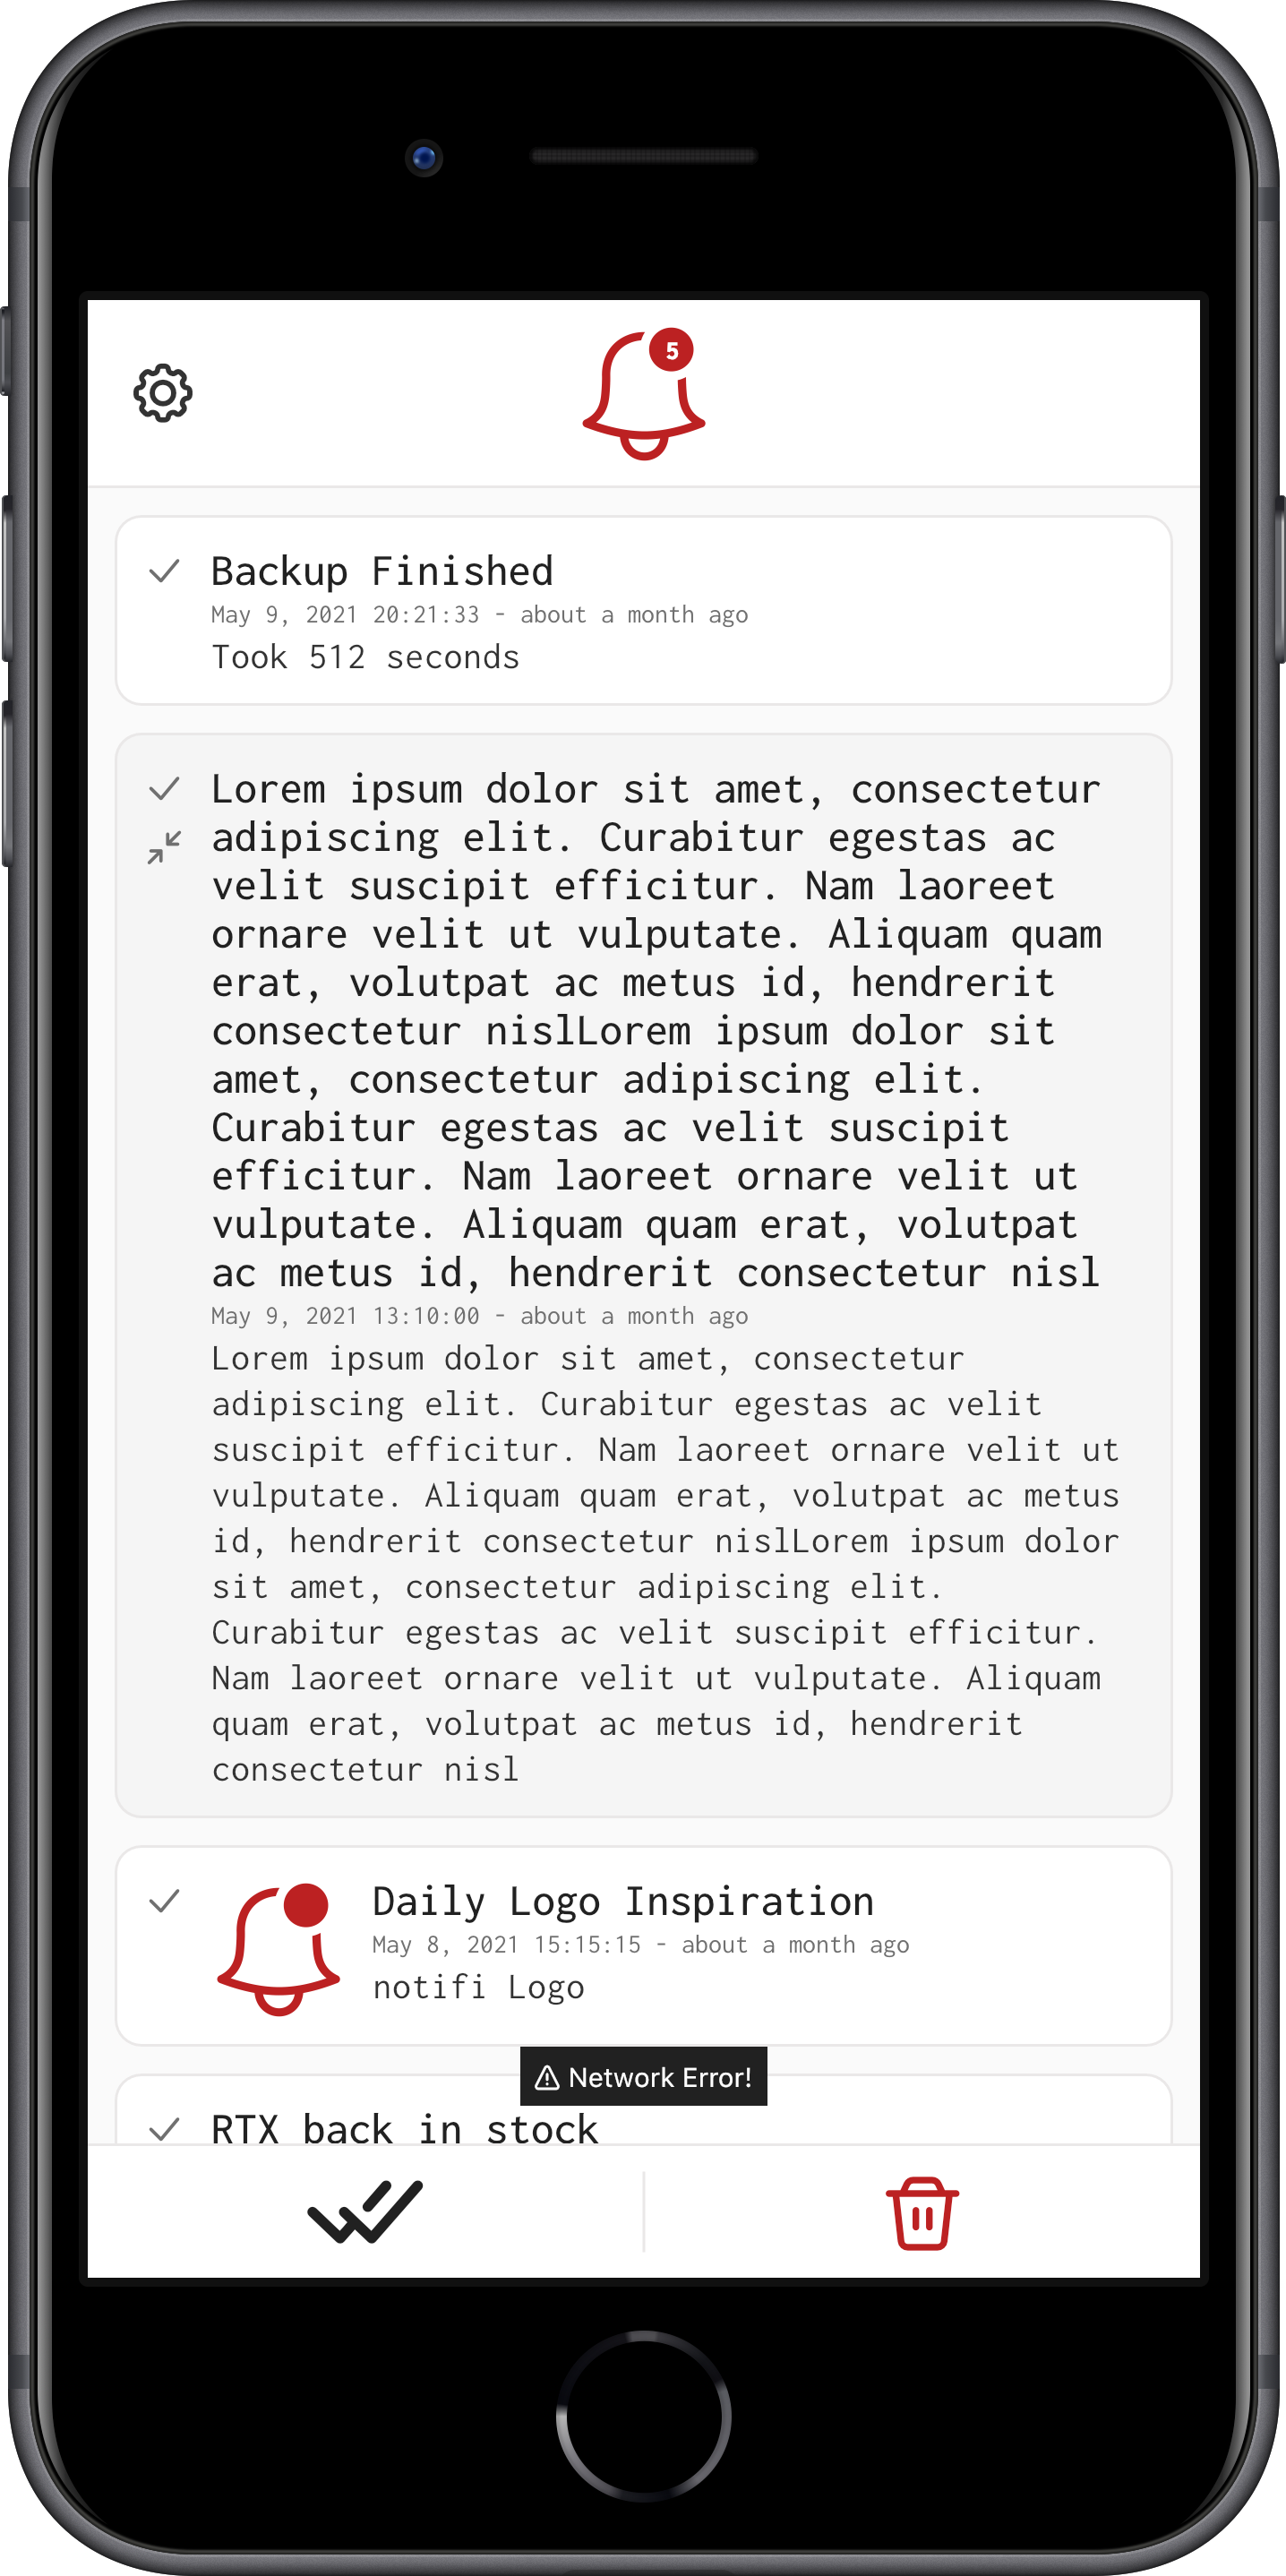 5
Backup Finished
May 9, 2021 20:21:33 - about a month ago
Took 512 seconds
Lorem ipsum dolor sit amet, consectetur
adipiscing elit. Curabitur egestas ac
velit suscipit efficitur. Nam laoreet
ornare velit ut vulputate. Aliquam quam
erat, volutpat ac metus id, hendrerit
consectetur nislLorem ipsum dolor sit
amet, consectetur adipiscing elit.
Curabitur egestas ac velit suscipit
efficitur. Nam laoreet ornare velit ut
vulputate. Aliquam quam erat, volutpat
ac metus id, hendrerit consectetur nisl
May 9, 2021 13:10:00 - about a month ago
Lorem ipsum dolor sit amet, consectetur
adipiscing elit. Curabitur egestas ac velit
suscipit efficitur. Nam laoreet ornare velit ut
vulputate. Aliquam quam erat, volutpat ac metus
id, hendrerit consectetur nislLorem ipsum dolor
sit amet, consectetur adipiscing elit.
Curabitur egestas ac velit suscipit efficitur.
Nam laoreet ornare velit ut vulputate. Aliquam
quam erat, volutpat ac metus id, hendrerit
consectetur nisl
Daily Logo Inspiration
May 8, 2021 15:15:15 - about a month ago
notifi Logo
Network Error!
RTX back in stock